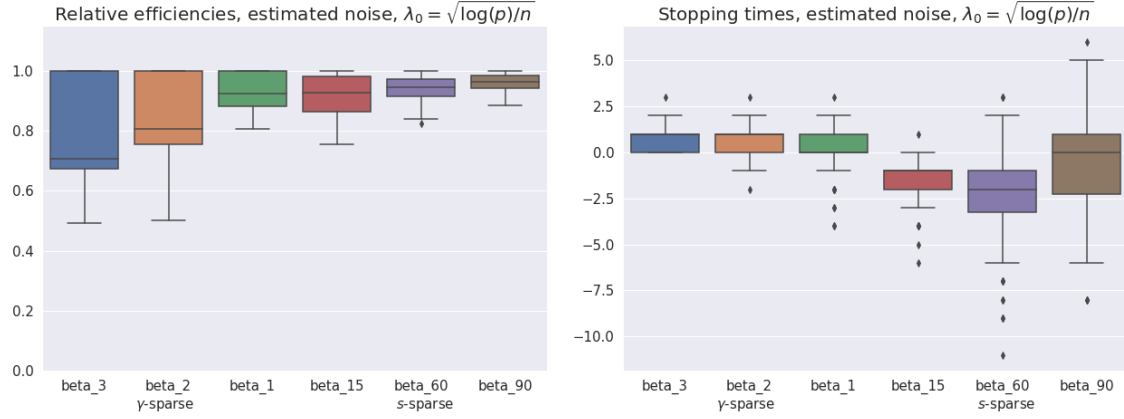 Relative efficiencies, estimated noise, λ₀ = √log(p)/n
1.0
0.8
0.6
0.4
0.2
0.0
beta_3 beta_2 beta_1 beta_15 beta_60 beta_90
γ-sparse s-sparse
Stopping times, estimated noise, λ₀ = √log(p)/n
5.0
2.5
0.0
−2.5
−5.0
−7.5
−10.0
beta_3 beta_2 beta_1 beta_15 beta_60 beta_90
γ-sparse s-sparse